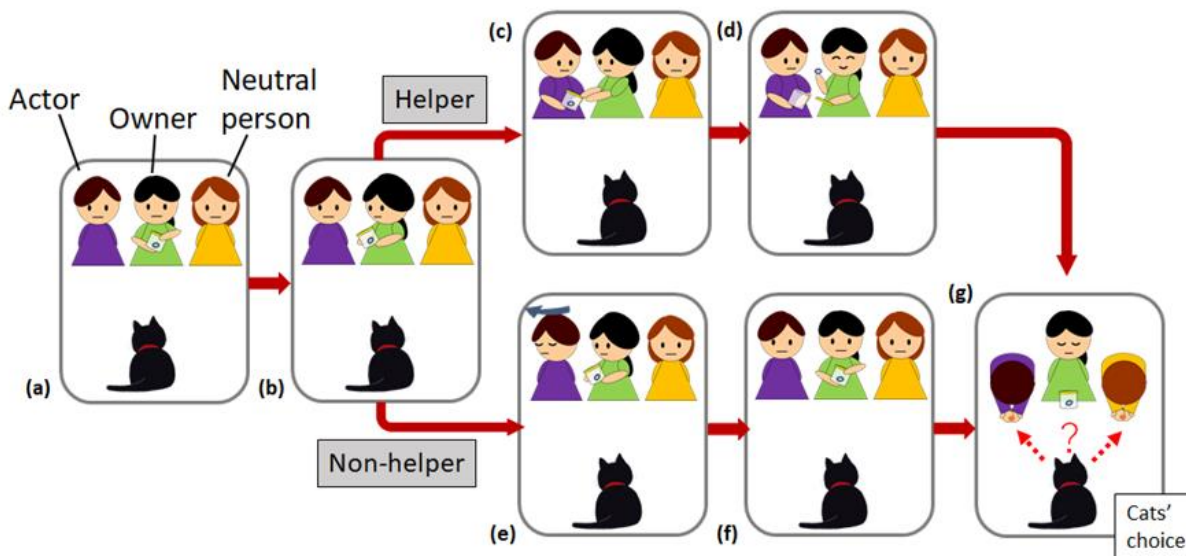 Actor
Owner
Neutral
person
(a)
(b)
Helper
Non-helper
(c)
(d)
(e)
(f)
(g)
?
Cats'
choice